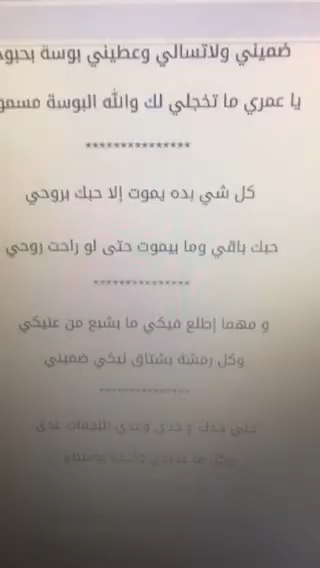 ضميني ولاتسالي وعطيني بوسة
يا عمري ما تخجلي لك والله البوسة
***************
كل شي بده يموت إلا حبك بروحي
حبك باقي وما بيموت حتى لو راحت روحي
***************
و مهما إطلع فيكي ما بشبع من عنيكي
وكل رمشة بشتاق ليكي ضميني
***************